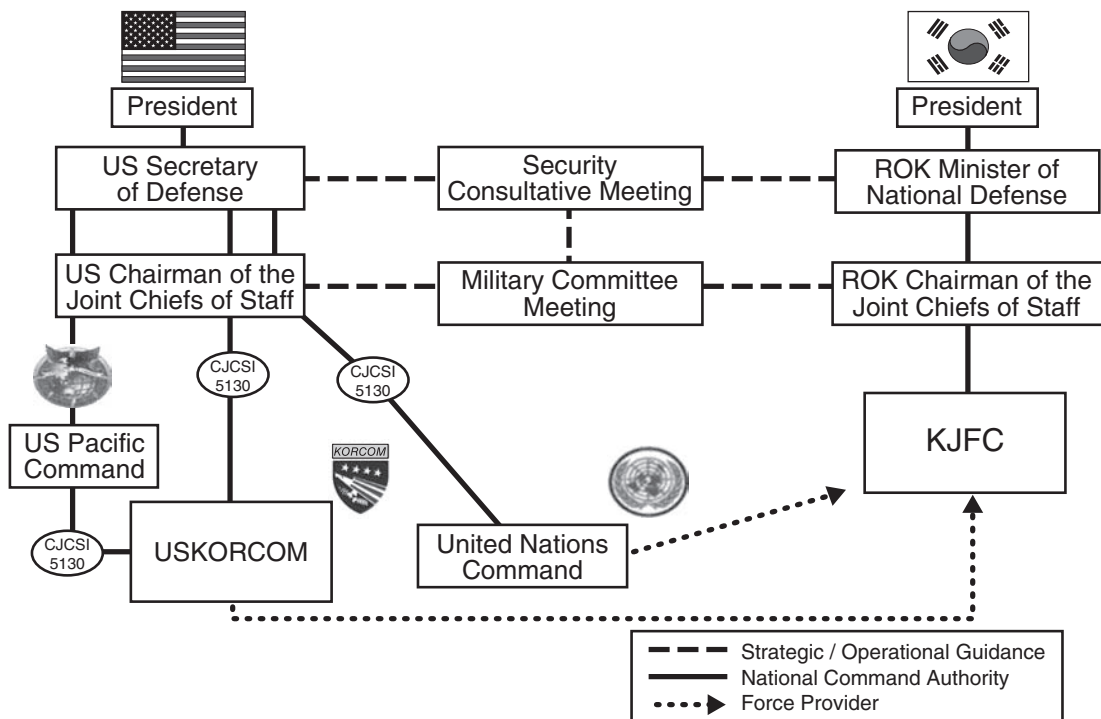 President
President
US Secretary
of Defense
Security
Consultative Meeting
ROK Minister of
National Defense
US Chairman of the
Joint Chiefs of Staff
Military Committee
Meeting
ROK Chairman of the
Joint Chiefs of Staff
CJCSI
5130
CJCSI
5130
US Pacific
Command
KORCOM
KJFC
CJCSI
5130
USKORCOM
United Nations
Command
Strategic / Operational Guidance
National Command Authority
Force Provider